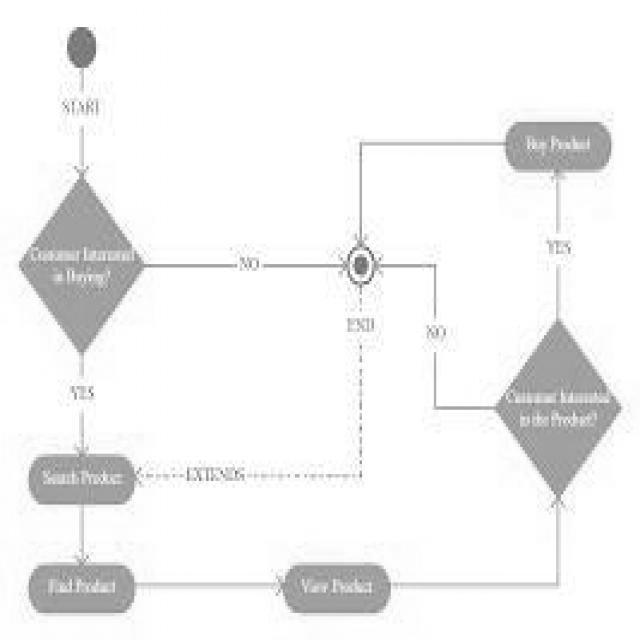 START
Buy Product
Customer Interested
in Buying?
NO
YES
END
NO
YES
Customer Interested
in the Product?
Search Product
EXTENDS
Find Product
View Product